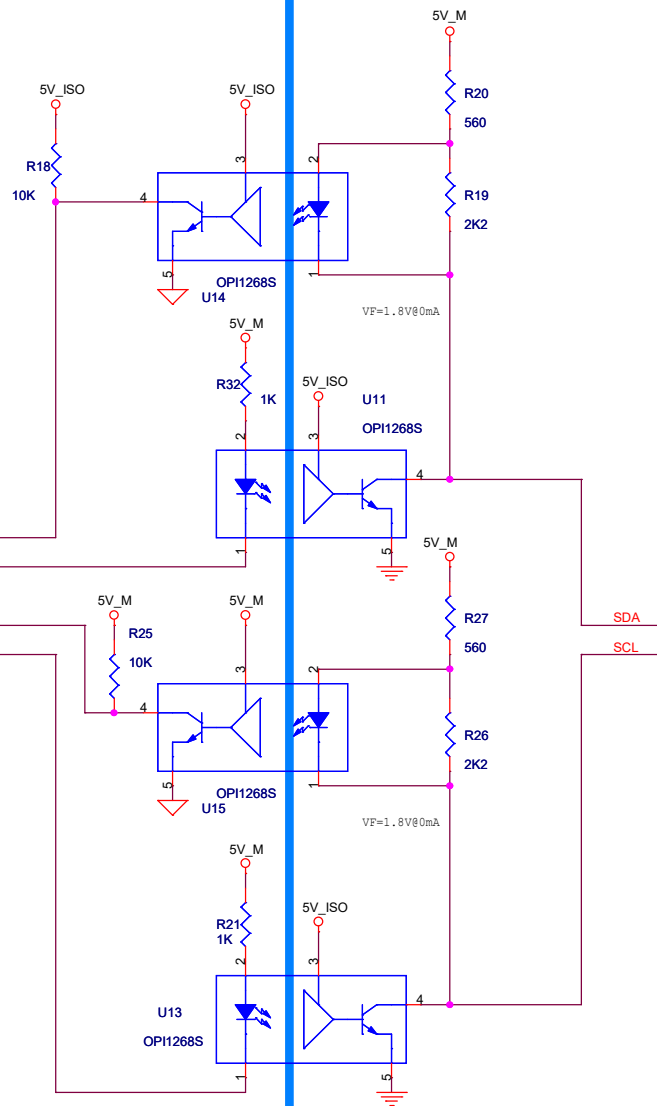 5V_M
R20
560
5V_ISO
5V_ISO
R18
10K
3
2
4
R19
2K2
5
1
OPI1268S
U14
VF=1.8V@0mA
5V_M
R32
1K
5V_ISO
U11
OPI1268S
2
3
4
1
5
5V_M
R27
560
SDA
SCL
5V_M
R25
10K
5V_M
3
2
4
R26
2K2
5
1
OPI1268S
U15
VF=1.8V@0mA
5V_M
R21
1K
5V_ISO
2
3
4
U13
OPI1268S
1
5